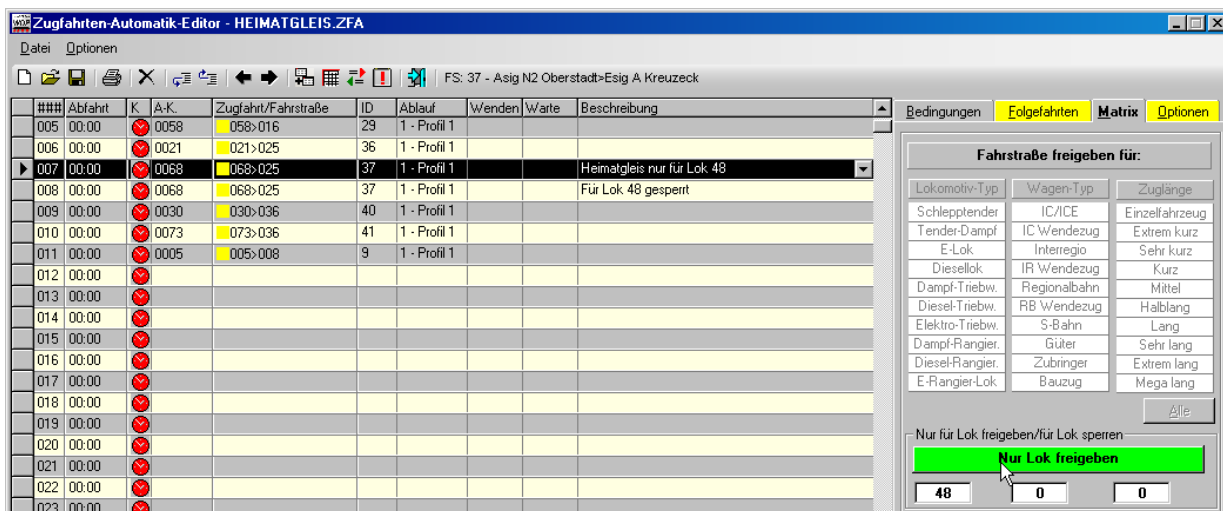 Zugfahrten-Automatik-Editor - HEIMATGLEIS.ZFA
Datei Optionen
FS: 37 - Asig N2 Oberstadt>Esig A Kreuzeck
### Abfahrt K A-K. Zugfahrt/Fahrstraße ID Ablauf Wenden Warte Beschreibung
005 00:00 0058 058>016 29 1 - Profil 1
006 00:00 0021 021>025 36 1 - Profil 1
007 00:00 0068 068>025 37 1 - Profil 1 Heimatgleis nur für Lok 48
008 00:00 0068 068>025 37 1 - Profil 1 Für Lok 48 gesperrt
009 00:00 0030 030>036 40 1 - Profil 1
010 00:00 0073 073>036 41 1 - Profil 1
011 00:00 0005 005>008 9 1 - Profil 1
012 00:00
013 00:00
014 00:00
015 00:00
016 00:00
017 00:00
018 00:00
019 00:00
020 00:00
021 00:00
022 00:00
023 00:00
Bedingungen Folgefahrten Matrix Optionen
Fahrstraße freigeben für:
Lokomotiv-Typ Wagen-Typ Zuglänge
Schlepptender IC/ICE Einzelfahrzeug
Tender-Dampf IC Wendezug Extrem kurz
E-Lok Interregio Sehr kurz
Diesellok IR Wendezug Kurz
Dampf-Triebw. Regionalbahn Mittel
Diesel-Triebw. RB Wendezug Halblang
Elektro-Triebw. S-Bahn Lang
Dampf-Rangier. Güter Sehr lang
Diesel-Rangier. Zubringer Extrem lang
E-Rangier-Lok Bauzug Mega lang
Alle
Nur für Lok freigeben/für Lok sperren
Nur Lok freigeben
48 0 0